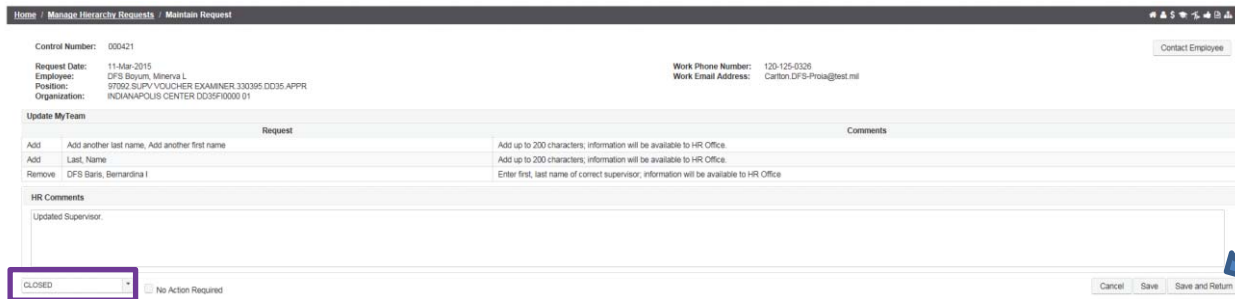 Home / Manage Hierarchy Requests / Maintain Request
Control Number: 000421
Contact Employee
Request Date: 11-Mar-2015 Work Phone Number: 120-125-0326
Employee: DFS Boyum, Minerva L Work Email Address: Carlton.DFS-Proia@test.mil
Position: 97092.SUPV VOUCHER EXAMINER.330395.DD35.APPR
Organization: INDIANAPOLIS CENTER DD35FI0000 01
Update MyTeam
Request Comments
Add Add another last name, Add another first name Add up to 200 characters; information will be available to HR Office.
Add Last, Name Add up to 200 characters; information will be available to HR Office.
Remove DFS Baris, Bernardina I Enter first, last name of correct supervisor; information will be available to HR Office
HR Comments
Updated Supervisor.
CLOSED No Action Required Cancel Save Save and Return